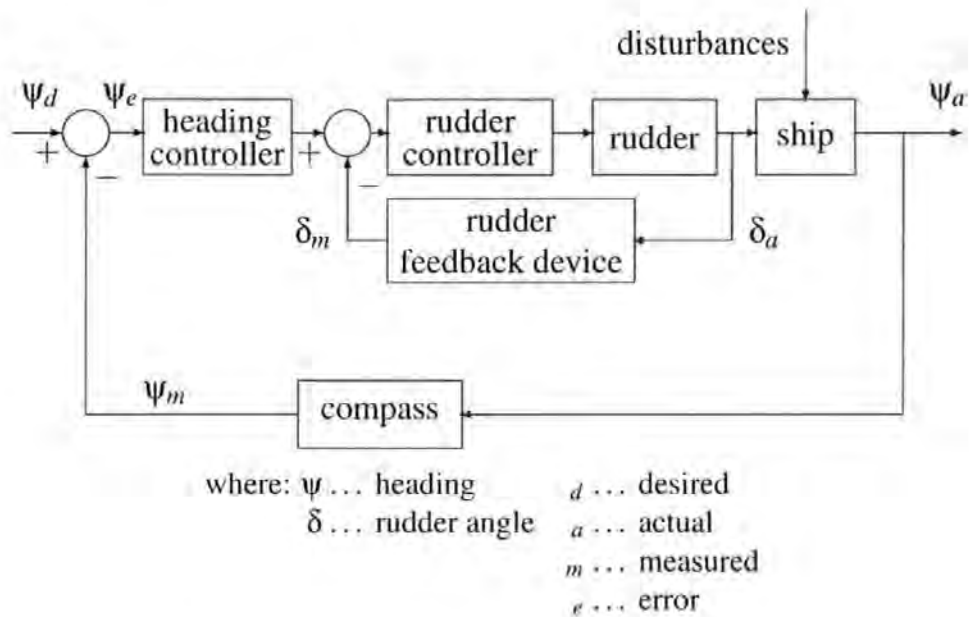 disturbances
ψd
ψe
ψa
+
−
heading
controller
+
−
rudder
controller
rudder
ship
δm
rudder
feedback device
δa
ψm
compass
where: ψ ... heading
δ ... rudder angle
d ... desired
a ... actual
m ... measured
e ... error